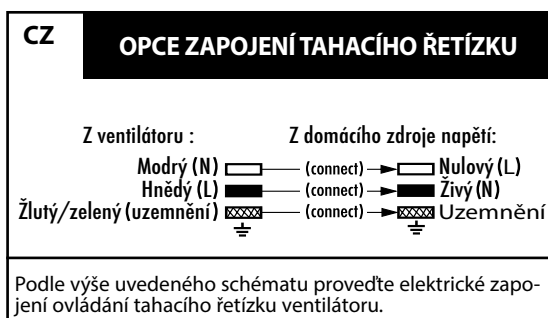 CZ
OPCE ZAPOJENÍ TAHACÍHO ŘETÍZKU
Z ventilátoru : Z domácího zdroje napětí:
Modrý (N) (connect) Nulový (L)
Hnědý (L) (connect) Živý (N)
Žlutý/zelený (uzemnění) (connect) Uzemnění
Podle výše uvedeného schématu proveďte elektrické zapo-
jení ovládání tahacího řetízku ventilátoru.